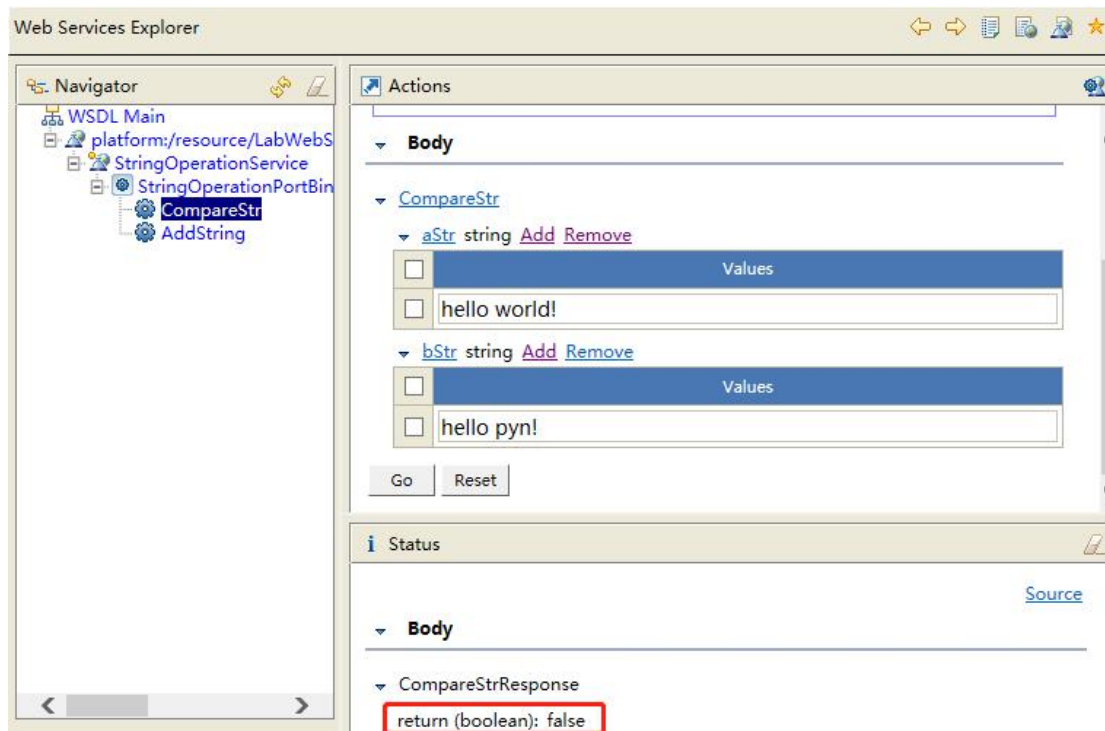 Web Services Explorer
Navigator
WSDL Main
platform:/resource/LabWebS
StringOperationService
StringOperationPortBin
CompareStr
AddString
Actions
Body
CompareStr
aStr string Add Remove
Values
hello world!
bStr string Add Remove
Values
hello pyn!
Go Reset
i Status
Source
Body
CompareStrResponse
return (boolean): false